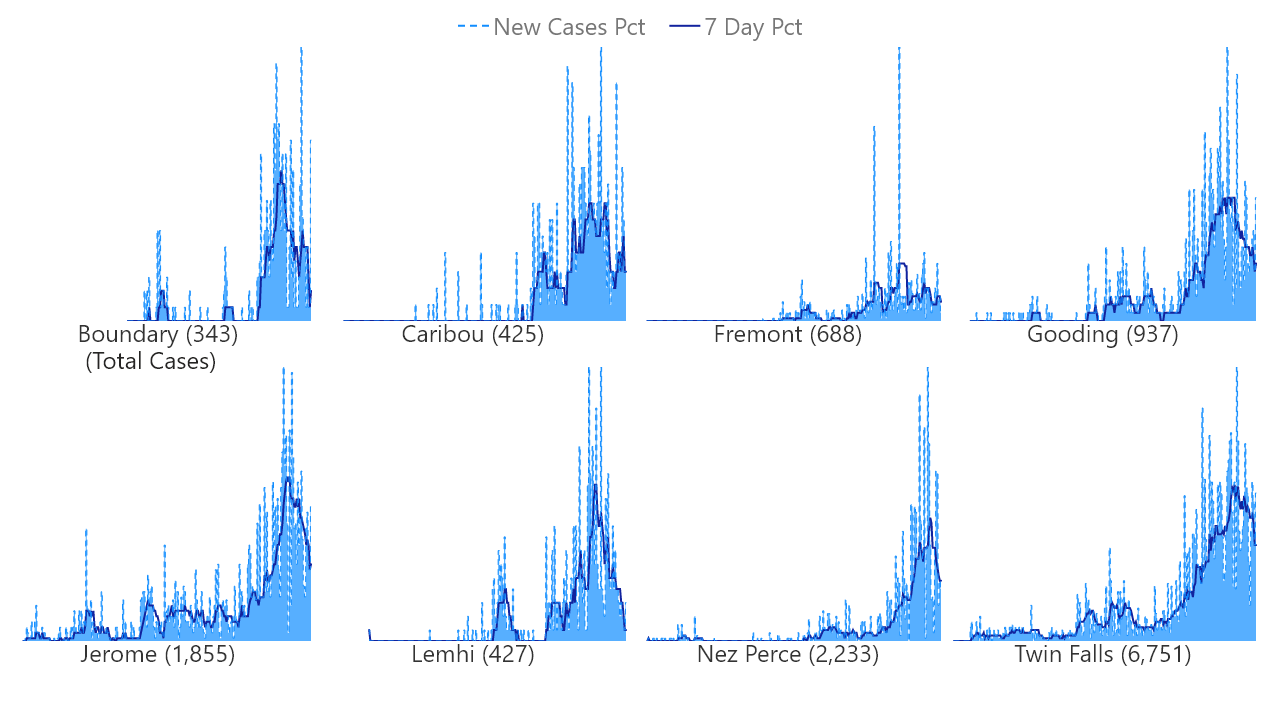 New Cases Pct 7 Day Pct
Boundary (343)
(Total Cases)
Caribou (425)
Fremont (688)
Gooding (937)
Jerome (1,855)
Lemhi (427)
Nez Perce (2,233)
Twin Falls (6,751)